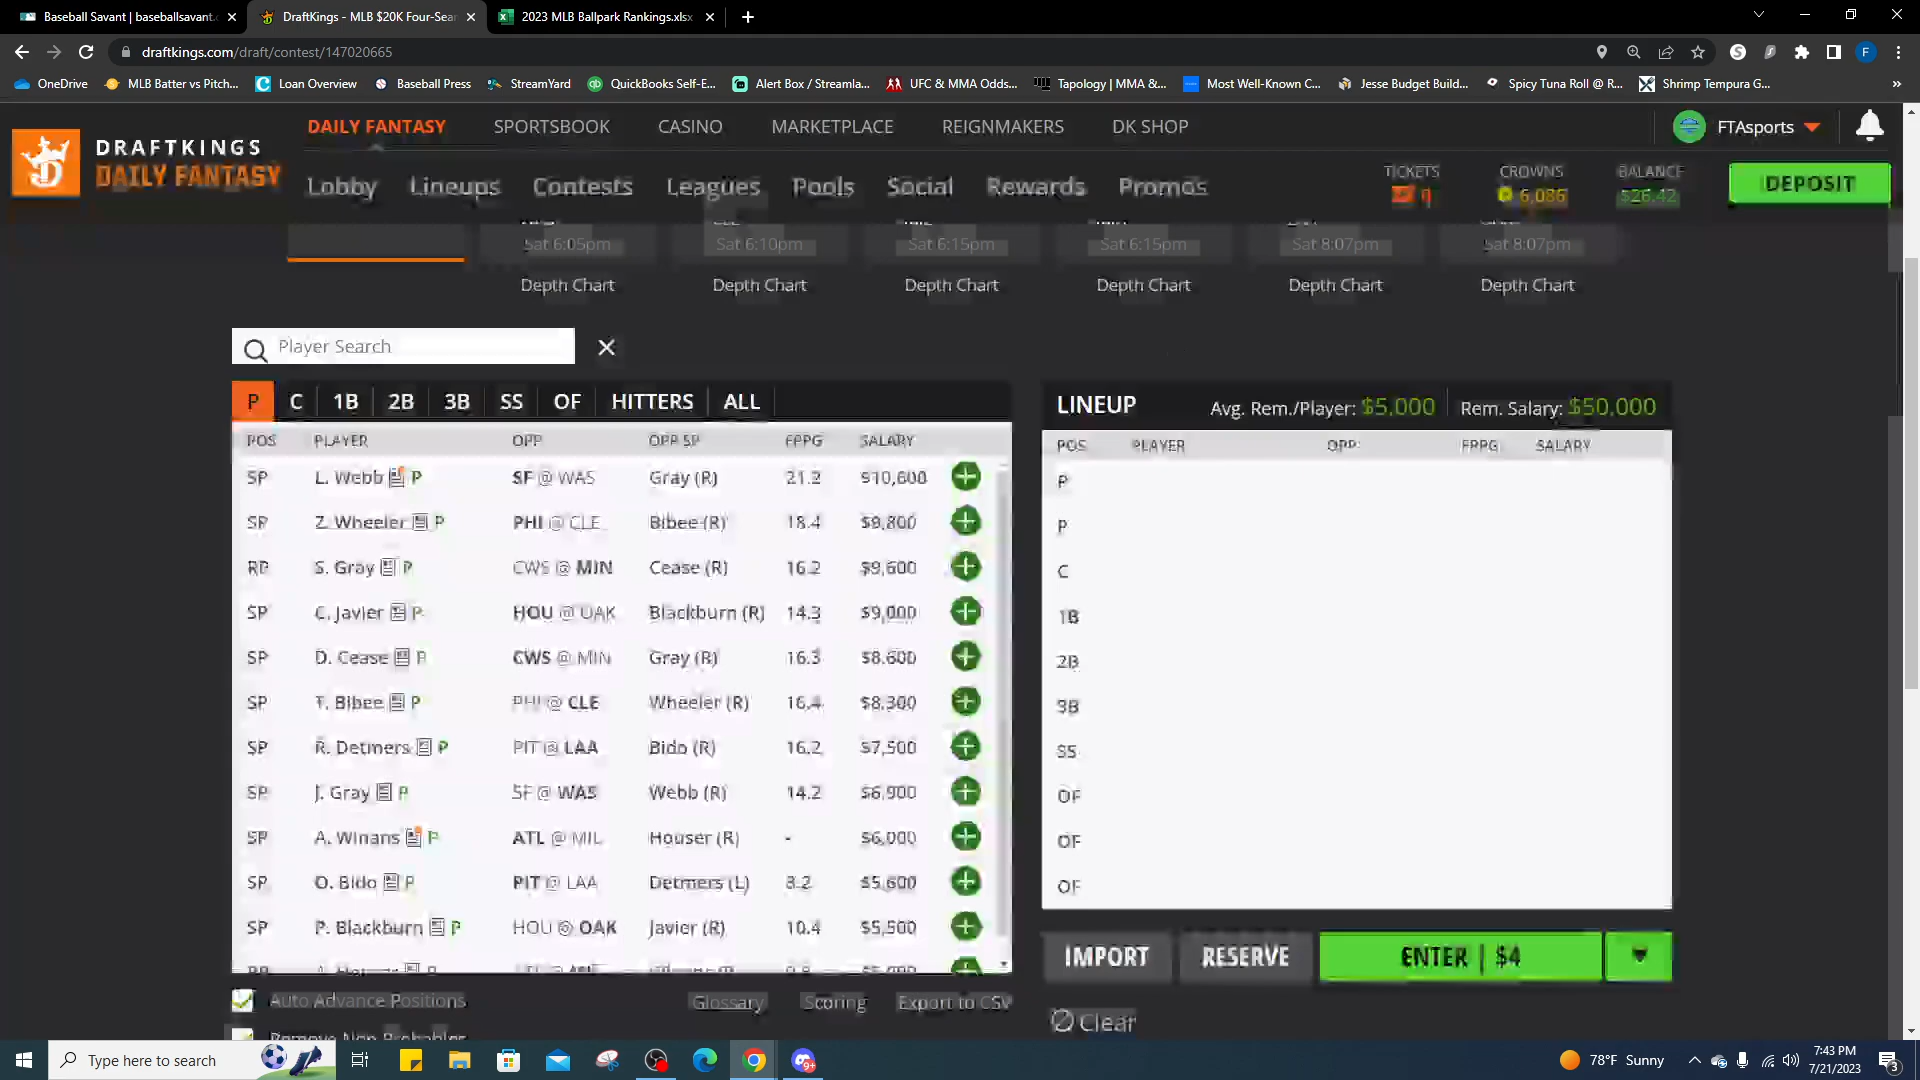 Baseball Savant | baseballsavant.
DraftKings - MLB $20K Four-Sear
2023 MLB Ballpark Rankings.xlsx
draftkings.com/draft/contest/147020665
OneDrive
MLB Batter vs Pitch...
Loan Overview
Baseball Press
StreamYard
QuickBooks Self-E...
Alert Box / Streamla...
UFC & MMA Odds...
Tapology | MMA &...
Most Well-Known C...
Jesse Budget Build...
Spicy Tuna Roll @ R...
Shrimp Tempura G...
DRAFTKINGS
DAILY FANTASY
DAILY FANTASY SPORTSBOOK CASINO MARKETPLACE REIGNMAKERS DK SHOP
FTAsports
Lobby Lineups Contests Leagues Pools Social Rewards Promos
TICKETS CROWNS BALANCE
6,086 $26.42
DEPOSIT
Sat 6:05pm Sat 6:10pm Sat 6:15pm Sat 6:15pm Sat 8:07pm Sat 8:07pm
Depth Chart Depth Chart Depth Chart Depth Chart Depth Chart Depth Chart
Player Search
P C 1B 2B 3B SS OF HITTERS ALL
POS PLAYER OPP OPP SP FPPG SALARY
SP L. Webb P SF @ WAS Gray (R) 21.2 $10,600
SP Z. Wheeler P PHI @ CLE Bibee (R) 18.4 $9,800
RP S. Gray P CWS @ MIN Cease (R) 16.2 $9,600
SP C. Javier P HOU @ OAK Blackburn (R) 14.3 $9,000
SP D. Cease P CWS @ MIN Gray (R) 16.3 $8,600
SP T. Bibee P PHI @ CLE Wheeler (R) 16.4 $8,300
SP R. Detmers P PIT @ LAA Bido (R) 16.2 $7,500
SP J. Gray P SF @ WAS Webb (R) 14.2 $6,900
SP A. Winans P ATL @ MIL Houser (R) - $6,000
SP O. Bido P PIT @ LAA Detmers (L) 8.2 $5,600
SP P. Blackburn P HOU @ OAK Javier (R) 10.4 $5,500
Auto Advance Positions
Glossary Scoring Export to CSV
Remove Non-Probables
LINEUP Avg. Rem./Player: $5,000 Rem. Salary: $50,000
POS PLAYER OPP FPPG SALARY
P
P
C
1B
2B
3B
SS
OF
OF
OF
IMPORT RESERVE ENTER | $4
Clear
Type here to search
9+
78°F Sunny
7:43 PM
7/21/2023
3